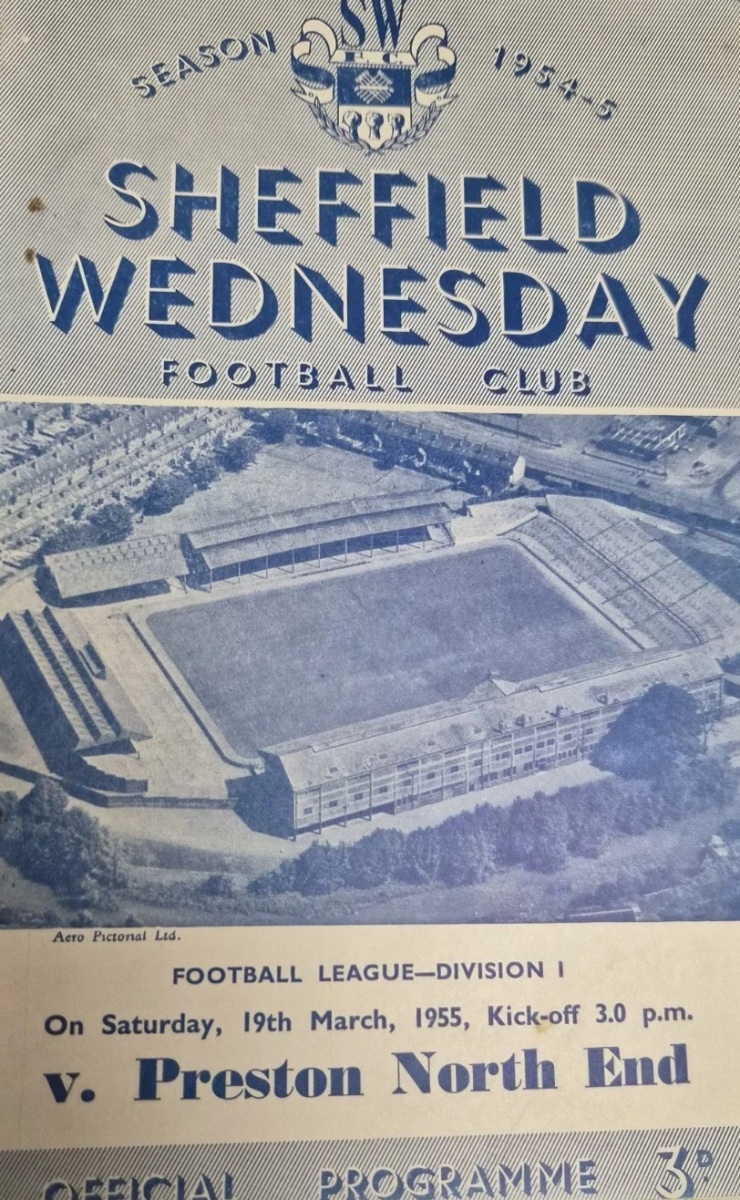 SEASON 1954-5
SW
F C
SHEFFIELD
WEDNESDAY
FOOTBALL CLUB
Aero Pictorial Ltd.
FOOTBALL LEAGUE—DIVISION I
On Saturday, 19th March, 1955, Kick-off 3.0 p.m.
v. Preston North End
OFFICIAL PROGRAMME 3D.